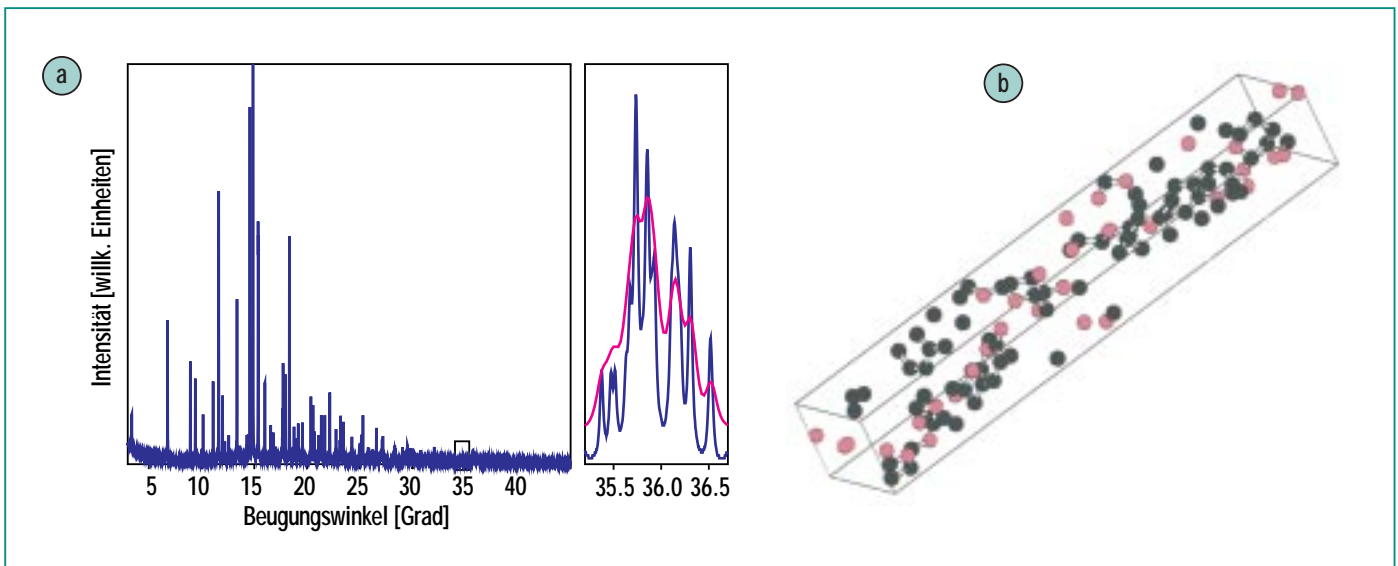 a
b
Intensität [willk. Einheiten]
5 10 15 20 25 30 35 40
35.5 36.0 36.5
Beugungswinkel [Grad]